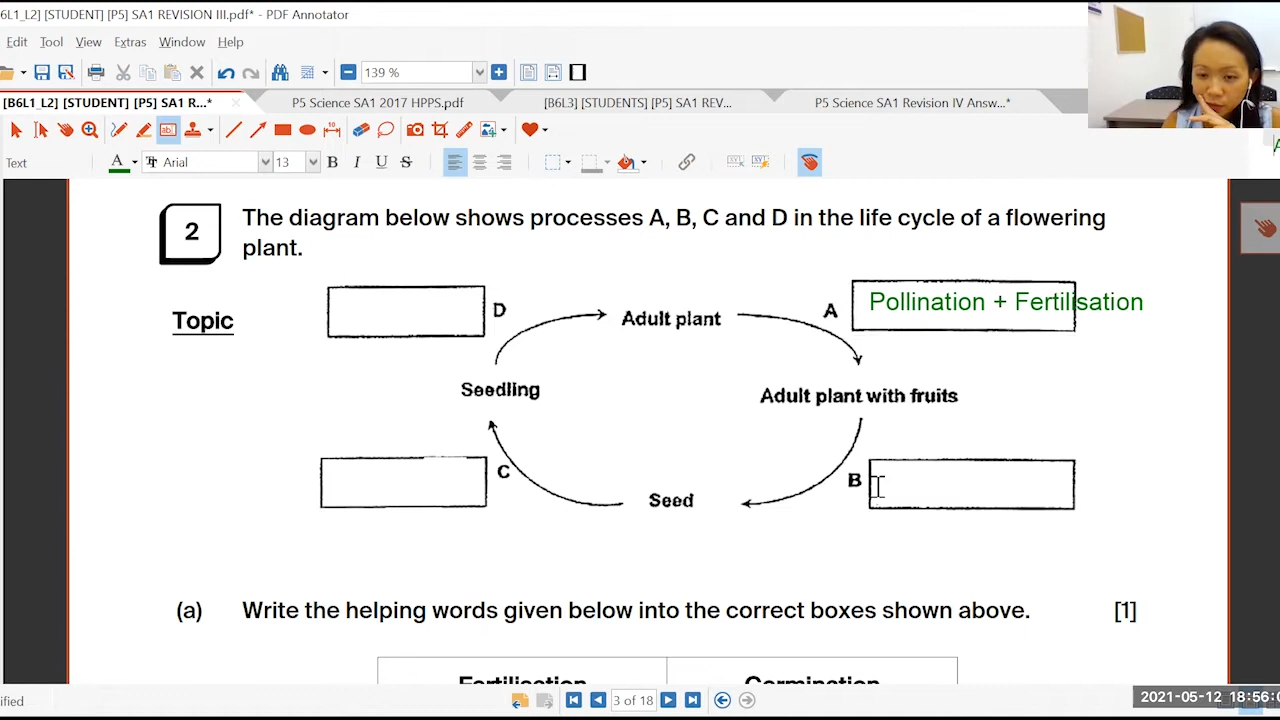 6L1_L2] [STUDENT] [P5] SA1 REVISION III.pdf* - PDF Annotator
Edit Tool View Extras Window Help
139 %
[B6L1_L2] [STUDENT] [P5] SA1 R...* P5 Science SA1 2017 HPPS.pdf [B6L3] [STUDENTS] [P5] SA1 REV... P5 Science SA1 Revision IV Answ...*
Text A Arial 13 B I U S
2 The diagram below shows processes A, B, C and D in the life cycle of a flowering
plant.
Topic
D Adult plant A Pollination + Fertilisation
Seedling Adult plant with fruits
C Seed B
(a) Write the helping words given below into the correct boxes shown above. [1]
Fertilisation Germination
ified 3 of 18
2021-05-12 18:56:0